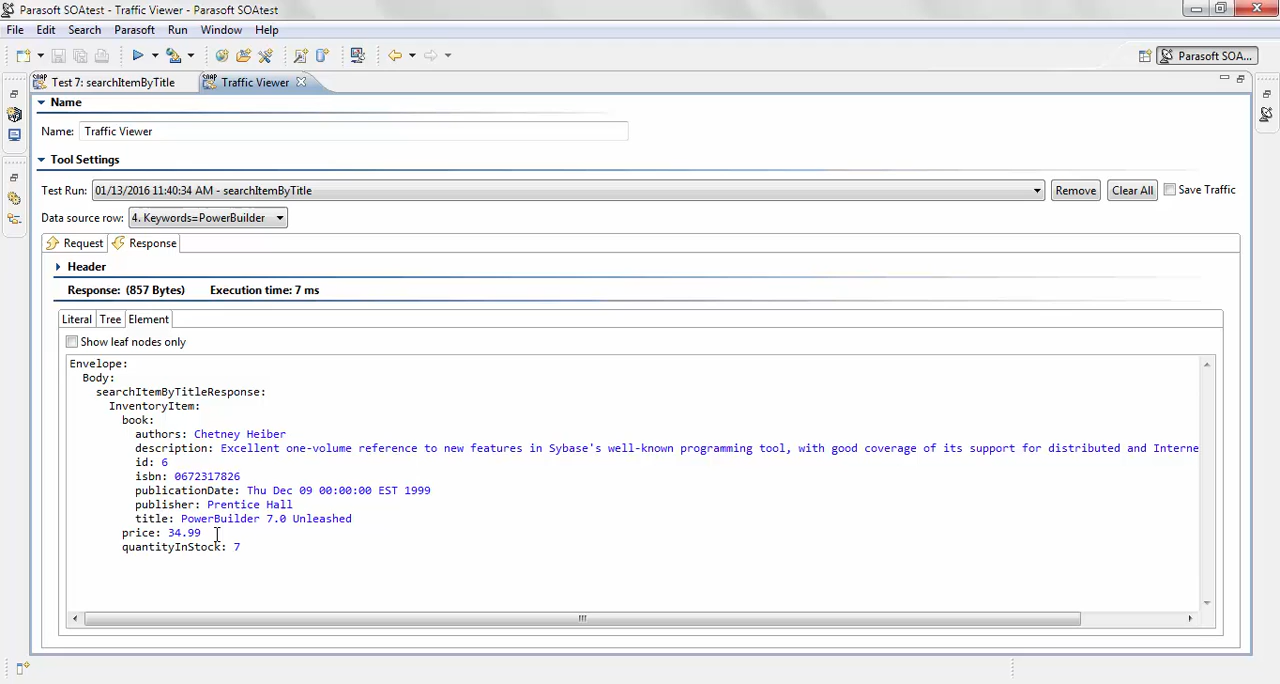 Parasoft SOAtest - Traffic Viewer - Parasoft SOAtest
File Edit Search Parasoft Run Window Help
Parasoft SOA...
Test 7: searchItemByTitle Traffic Viewer
Name
Name: Traffic Viewer
Tool Settings
Test Run: 01/13/2016 11:40:34 AM - searchItemByTitle Remove Clear All Save Traffic
Data source row: 4. Keywords=PowerBuilder
Request Response
Header
Response: (857 Bytes) Execution time: 7 ms
Literal Tree Element
Show leaf nodes only
Envelope:
Body:
searchItemByTitleResponse:
InventoryItem:
book:
authors: Chetney Heiber
description: Excellent one-volume reference to new features in Sybase's well-known programming tool, with good coverage of its support for distributed and Interne
id: 6
isbn: 0672317826
publicationDate: Thu Dec 09 00:00:00 EST 1999
publisher: Prentice Hall
title: PowerBuilder 7.0 Unleashed
price: 34.99
quantityInStock: 7